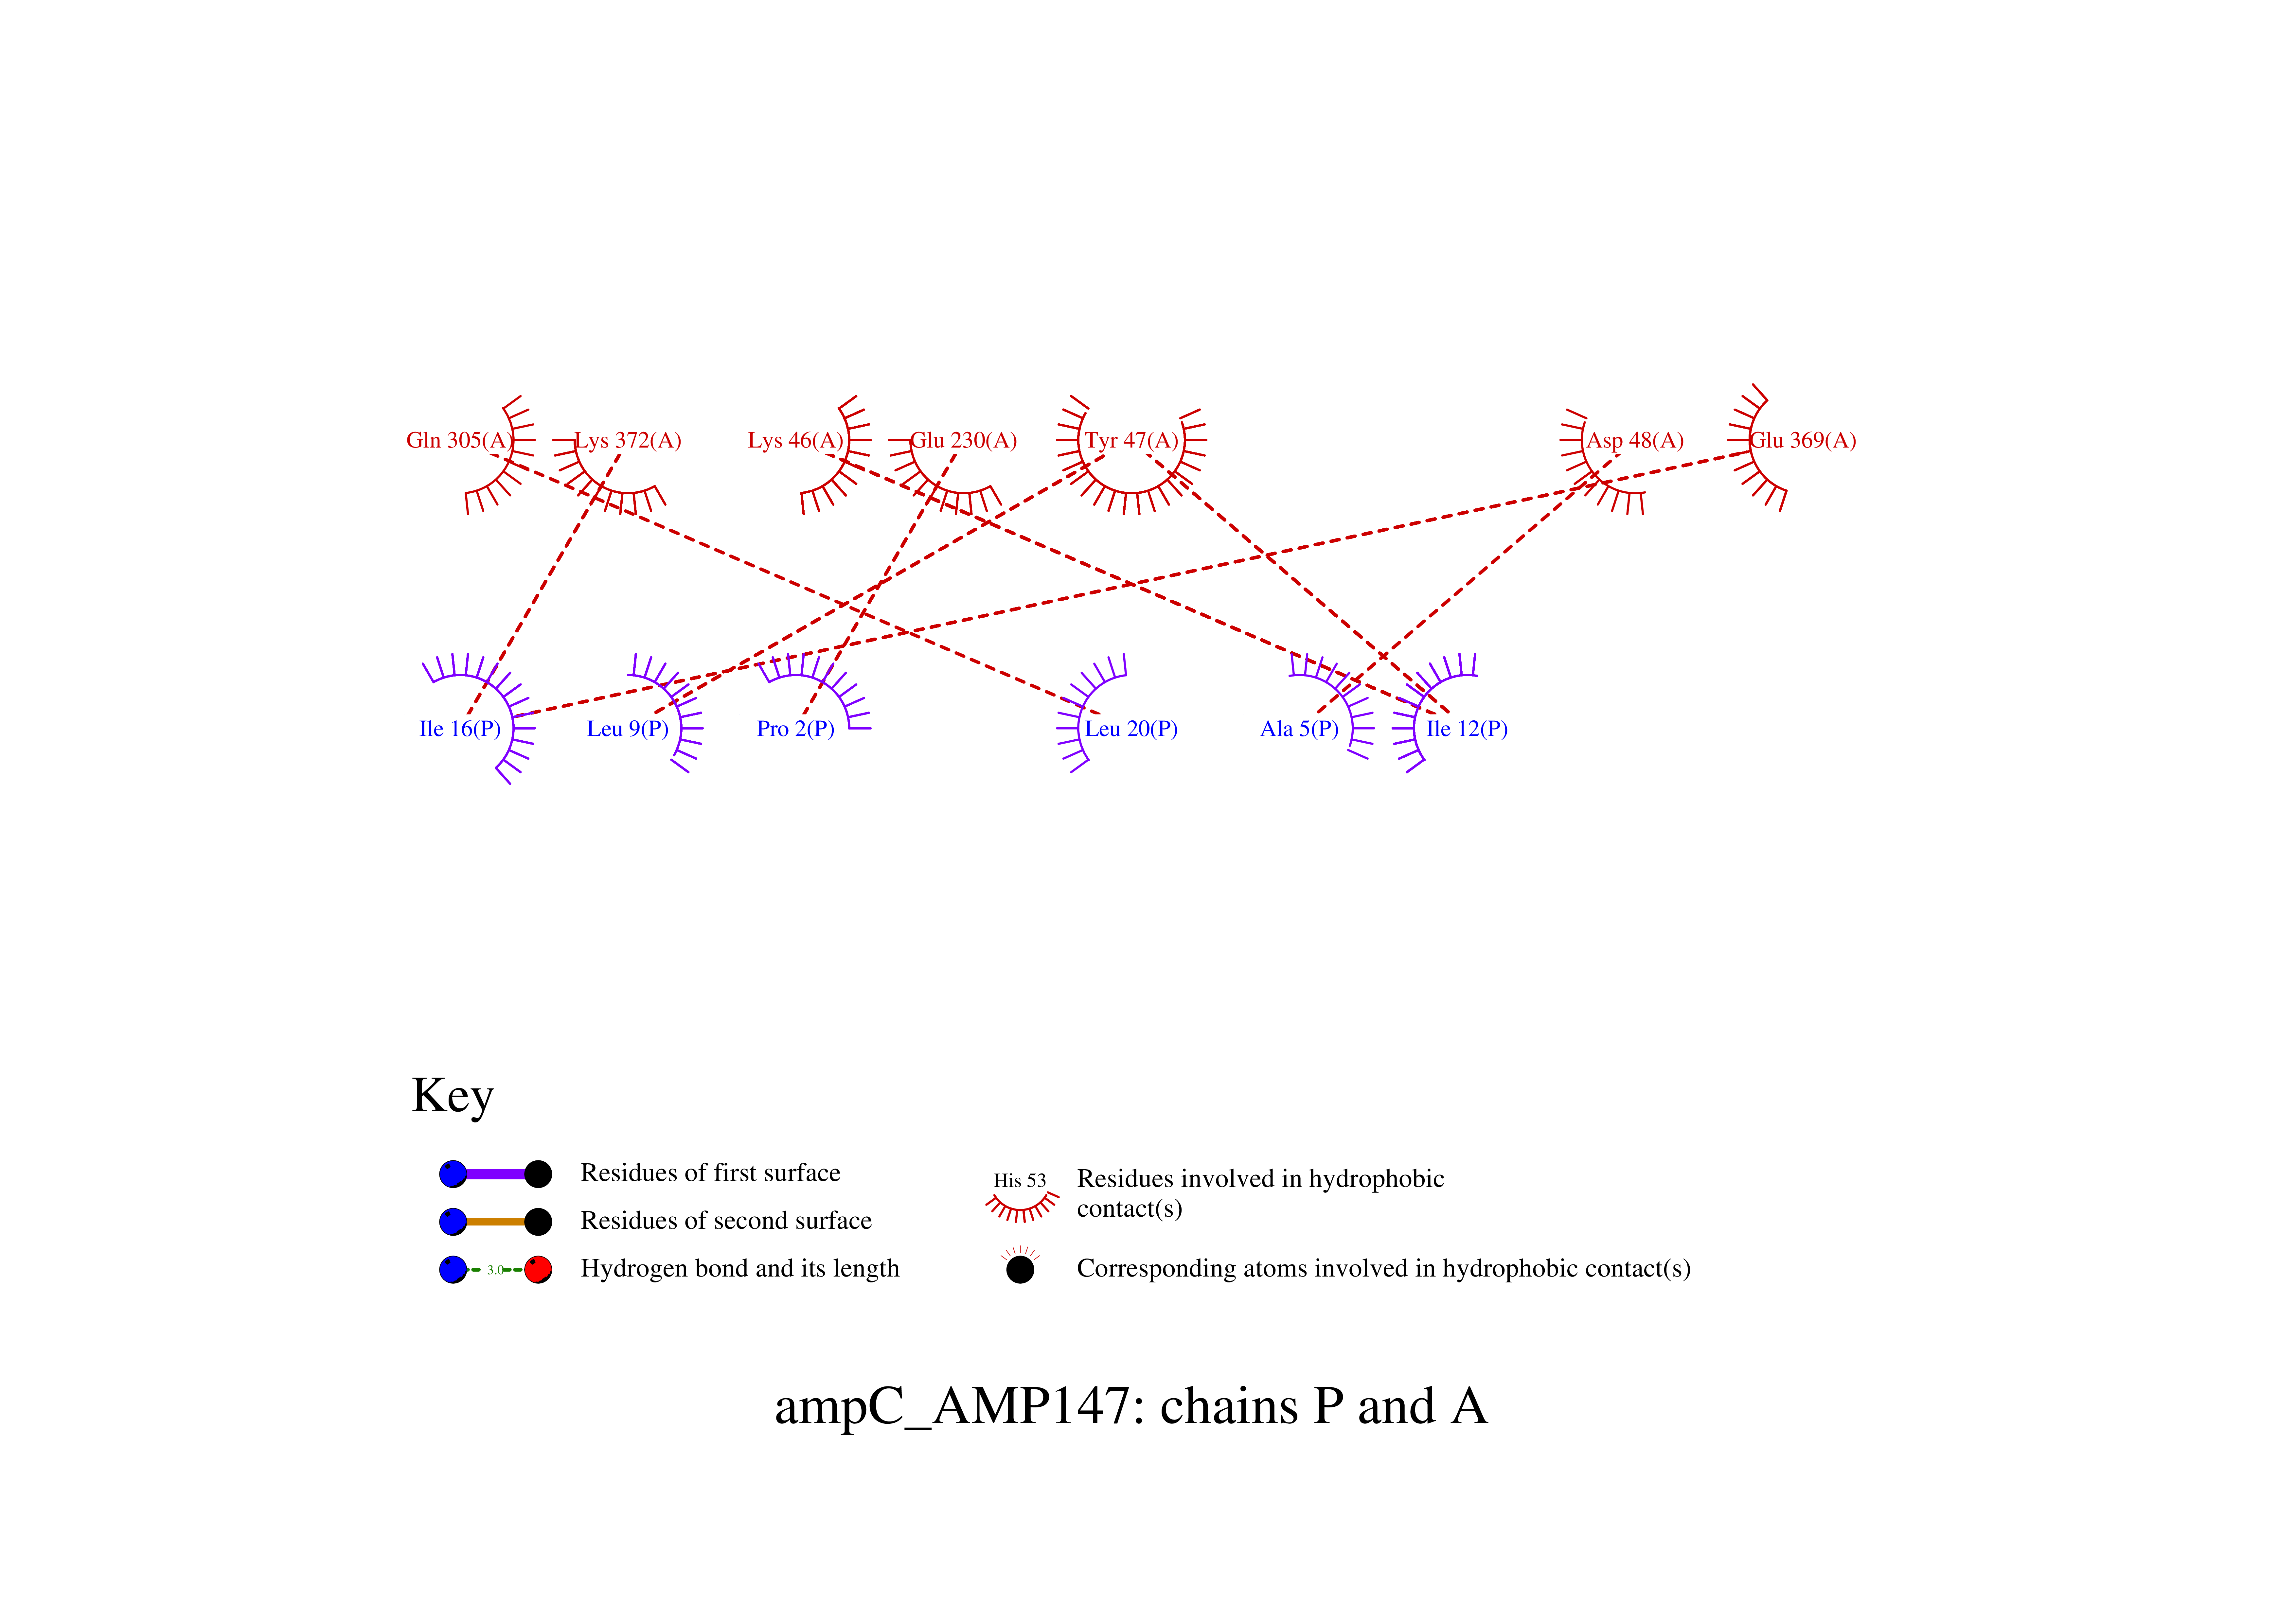 Gln 305(A) Lys 372(A) Lys 46(A) Glu 230(A) Tyr 47(A) Asp 48(A) Glu 369(A)
Ile 16(P) Leu 9(P) Pro 2(P) Leu 20(P) Ala 5(P) Ile 12(P)
Key
Residues of first surface
Residues of second surface
3.0 Hydrogen bond and its length
His 53 Residues involved in hydrophobic
contact(s)
Corresponding atoms involved in hydrophobic contact(s)
ampC_AMP147: chains P and A